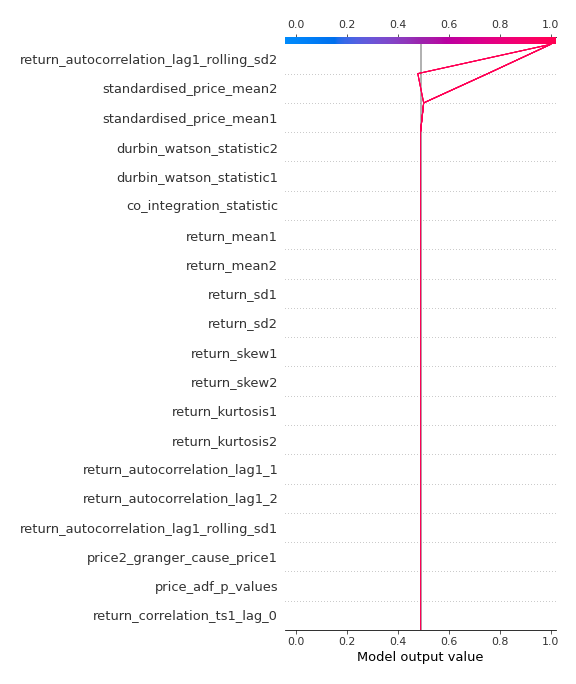 0.0 0.2 0.4 0.6 0.8 1.0
return_autocorrelation_lag1_rolling_sd2
standardised_price_mean2
standardised_price_mean1
durbin_watson_statistic2
durbin_watson_statistic1
co_integration_statistic
return_mean1
return_mean2
return_sd1
return_sd2
return_skew1
return_skew2
return_kurtosis1
return_kurtosis2
return_autocorrelation_lag1_1
return_autocorrelation_lag1_2
return_autocorrelation_lag1_rolling_sd1
price2_granger_cause_price1
price_adf_p_values
return_correlation_ts1_lag_0
0.0 0.2 0.4 0.6 0.8 1.0
Model output value